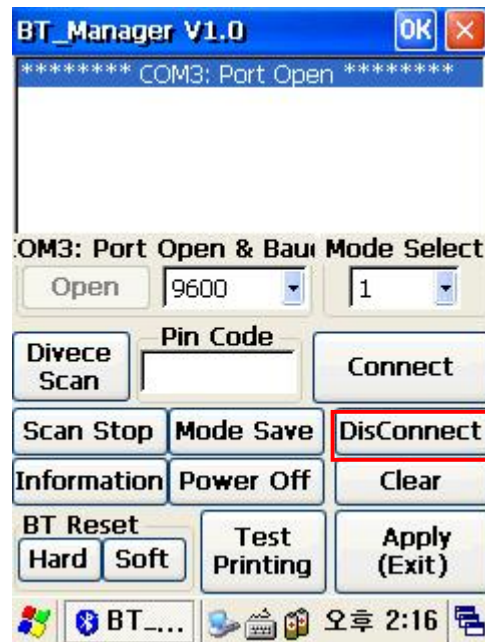 BT_Manager V1.0 OK
******** COM3: Port Open ********
COM3: Port Open & Baud Mode Select
Open 9600 1
Pin Code
Divece Scan Connect
Scan Stop Mode Save DisConnect
Information Power Off Clear
BT Reset
Hard Soft Test Printing Apply (Exit)
BT_... 오후 2:16